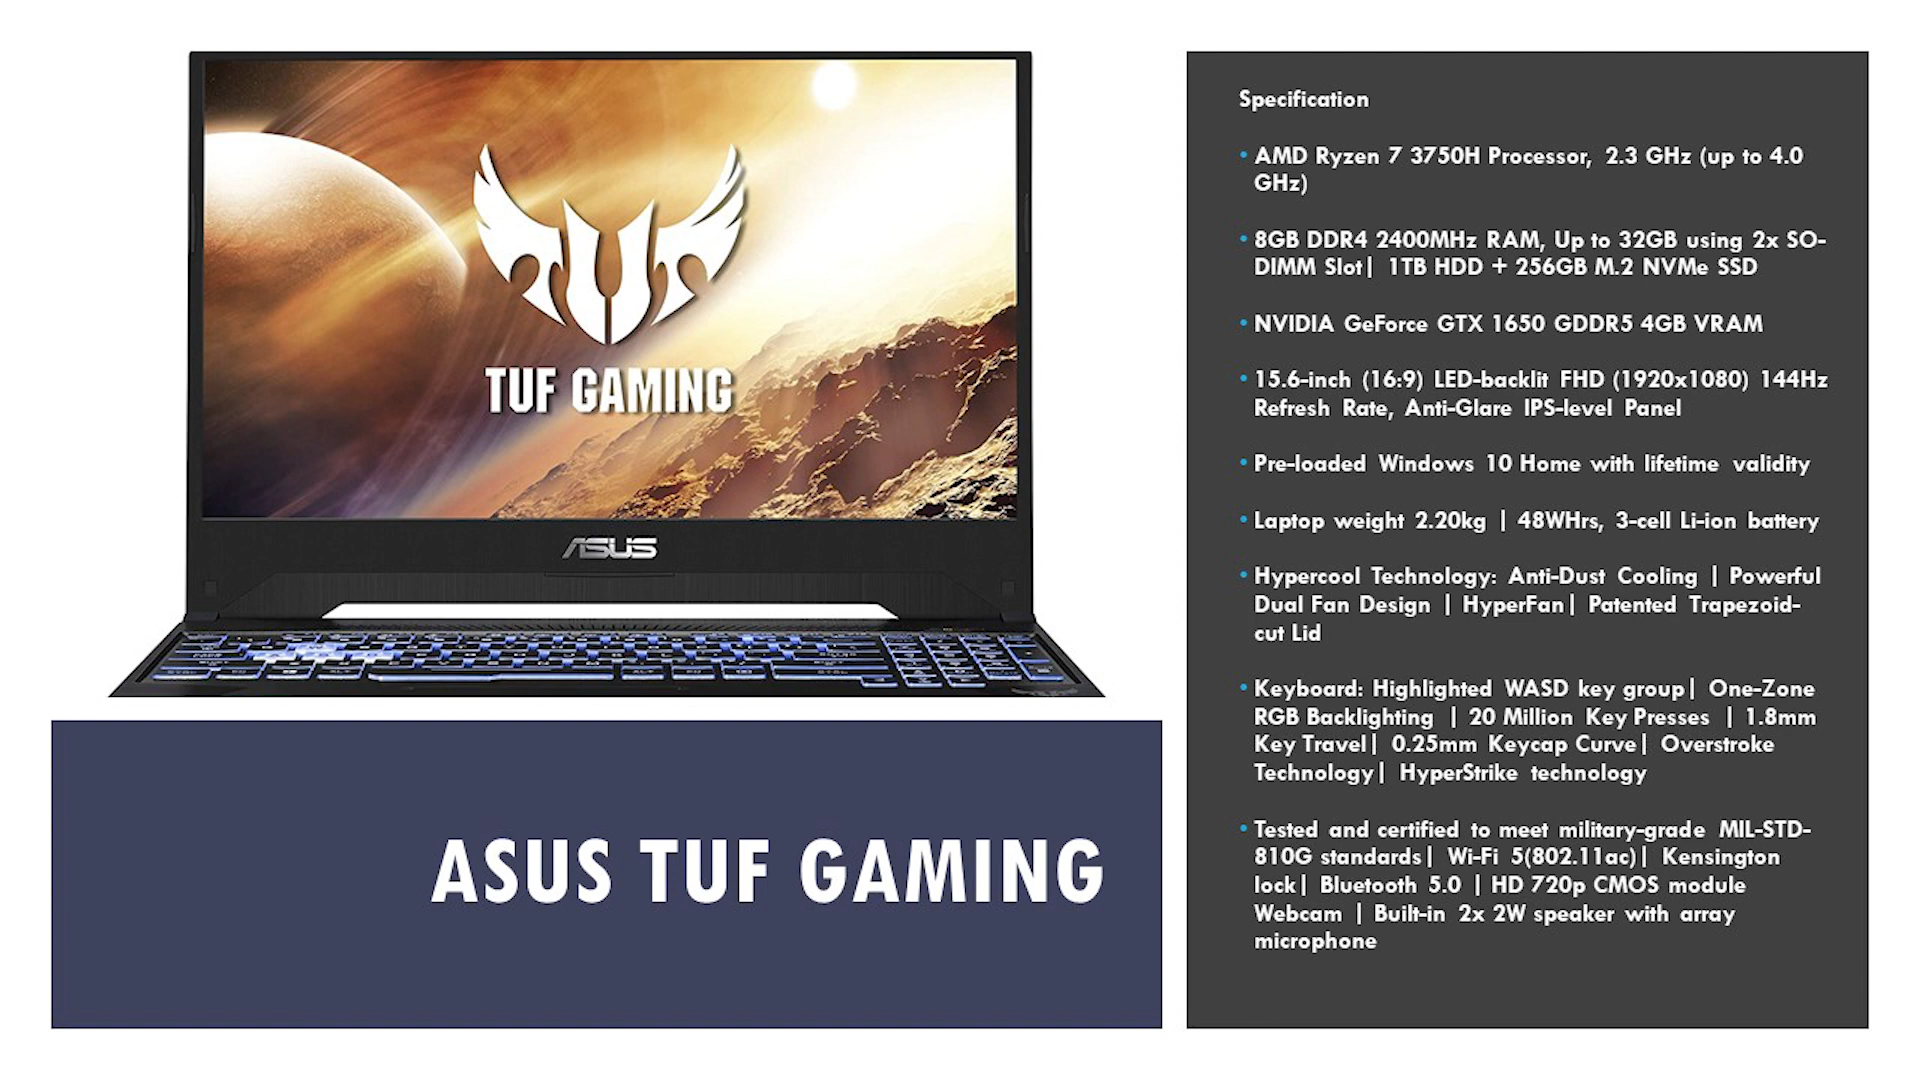 TUF GAMING
ASUS
ASUS TUF GAMING
Specification
• AMD Ryzen 7 3750H Processor, 2.3 GHz (up to 4.0
GHz)
• 8GB DDR4 2400MHz RAM, Up to 32GB using 2x SO-
DIMM Slot| 1TB HDD + 256GB M.2 NVMe SSD
• NVIDIA GeForce GTX 1650 GDDR5 4GB VRAM
• 15.6-inch (16:9) LED-backlit FHD (1920x1080) 144Hz
Refresh Rate, Anti-Glare IPS-level Panel
• Pre-loaded Windows 10 Home with lifetime validity
• Laptop weight 2.20kg | 48WHrs, 3-cell Li-ion battery
• Hypercool Technology: Anti-Dust Cooling | Powerful
Dual Fan Design | HyperFan| Patented Trapezoid-
cut Lid
• Keyboard: Highlighted WASD key group| One-Zone
RGB Backlighting | 20 Million Key Presses | 1.8mm
Key Travel| 0.25mm Keycap Curve| Overstroke
Technology| HyperStrike technology
• Tested and certified to meet military-grade MIL-STD-
810G standards| Wi-Fi 5(802.11ac)| Kensington
lock| Bluetooth 5.0 | HD 720p CMOS module
Webcam | Built-in 2x 2W speaker with array
microphone